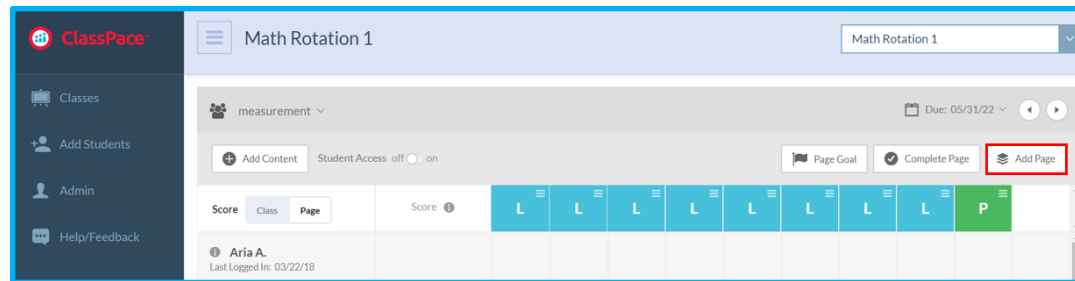 ClassPace
Math Rotation 1
Math Rotation 1
Classes
Add Students
Admin
Help/Feedback
measurement
Due: 05/31/22
Add Content
Student Access off on
Page Goal
Complete Page
Add Page
Score Class Page
Score
L L L L L L L L P
Aria A.
Last Logged In: 03/22/18